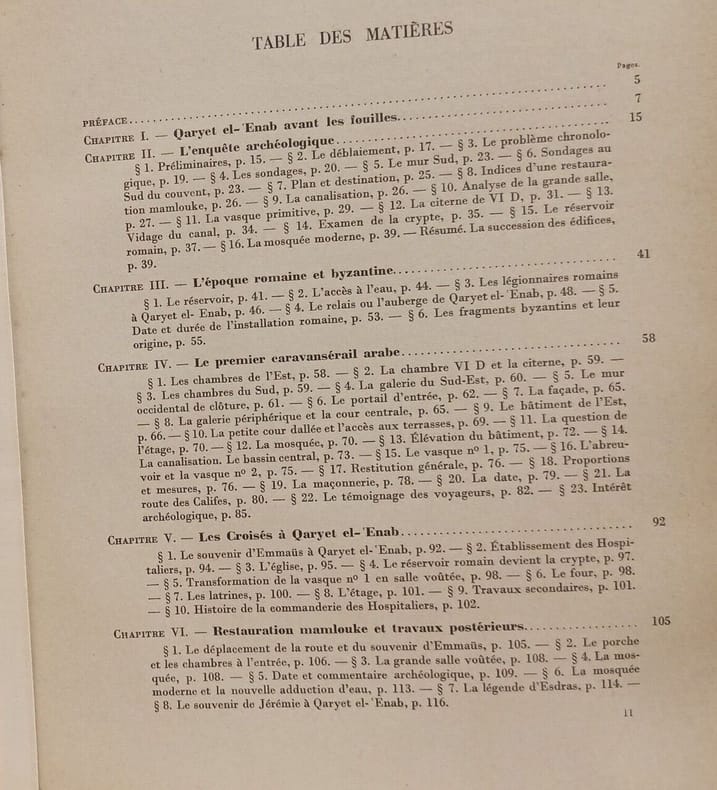 TABLE DES MATIÈRES
Pages.
PRÉFACE. 5
CHAPITRE I. — Qaryet el-ʿEnab avant les fouilles. 7
CHAPITRE II. — L'enquête archéologique. 15
§ 1. Préliminaires, p. 15. — § 2. Le déblaiement, p. 17. — § 3. Le problème chronolo-
gique, p. 19. — § 4. Les sondages, p. 20. — § 5. Le mur Sud, p. 23. — § 6. Sondages au
Sud du couvent, p. 23. — § 7. Plan et destination, p. 25. — § 8. Indices d'une restaura-
tion mamlouke, p. 26. — § 9. La canalisation, p. 26. — § 10. Analyse de la grande salle,
p. 27. — § 11. La vasque primitive, p. 29. — § 12. La citerne de VI D, p. 31. — § 13.
Vidage du canal, p. 34. — § 14. Examen de la crypte, p. 35. — § 15. Le réservoir
romain, p. 37. — § 16. La mosquée moderne, p. 39. — Résumé. La succession des édifices,
p. 39.
CHAPITRE III. — L'époque romaine et byzantine. 41
§ 1. Le réservoir, p. 41. — § 2. L'accès à l'eau, p. 44. — § 3. Les légionnaires romains
à Qaryet el-ʿEnab, p. 46. — § 4. Le relais ou l'auberge de Qaryet el-ʿEnab, p. 48. — § 5.
Date et durée de l'installation romaine, p. 53. — § 6. Les fragments byzantins et leur
origine, p. 55.
CHAPITRE IV. — Le premier caravansérail arabe. 58
§ 1. Les chambres de l'Est, p. 58. — § 2. La chambre VI D et la citerne, p. 59. —
§ 3. Les chambres du Sud, p. 59. — § 4. La galerie du Sud-Est, p. 60. — § 5. Le mur
occidental de clôture, p. 61. — § 6. Le portail d'entrée, p. 62. — § 7. La façade, p. 65.
— § 8. La galerie périphérique et la cour centrale, p. 65. — § 9. Le bâtiment de l'Est,
p. 66. — § 10. La petite cour dallée et l'accès aux terrasses, p. 69. — § 11. La question de
l'étage, p. 70. — § 12. La mosquée, p. 70. — § 13. Élévation du bâtiment, p. 72. — § 14.
La canalisation. Le bassin central, p. 73. — § 15. Le vasque nº 1, p. 75. — § 16. L'abreu-
voir et la vasque nº 2, p. 75. — § 17. Restitution générale, p. 76. — § 18. Proportions
et mesures, p. 76. — § 19. La maçonnerie, p. 78. — § 20. La date, p. 79. — § 21. La
route des Califes, p. 80. — § 22. Le témoignage des voyageurs, p. 82. — § 23. Intérêt
archéologique, p. 85.
CHAPITRE V. — Les Croisés à Qaryet el-ʿEnab. 92
§ 1. Le souvenir d'Emmaüs à Qaryet el-ʿEnab, p. 92. — § 2. Établissement des Hospi-
taliers, p. 94. — § 3. L'église, p. 95. — § 4. Le réservoir romain devient la crypte, p. 97.
— § 5. Transformation de la vasque nº 1 en salle voûtée, p. 98. — § 6. Le four, p. 98.
— § 7. Les latrines, p. 100. — § 8. L'étage, p. 101. — § 9. Travaux secondaires, p. 101.
— § 10. Histoire de la commanderie des Hospitaliers, p. 102.
CHAPITRE VI. — Restauration mamlouke et travaux postérieurs. 105
§ 1. Le déplacement de la route et du souvenir d'Emmaüs, p. 105. — § 2. Le porche
et les chambres à l'entrée, p. 106. — § 3. La grande salle voûtée, p. 108. — § 4. La mos-
quée, p. 108. — § 5. Date et commentaire archéologique, p. 109. — § 6. La mosquée
moderne et la nouvelle adduction d'eau, p. 113. — § 7. La légende d'Esdras, p. 114. —
§ 8. Le souvenir de Jérémie à Qaryet el-ʿEnab, p. 116.
11